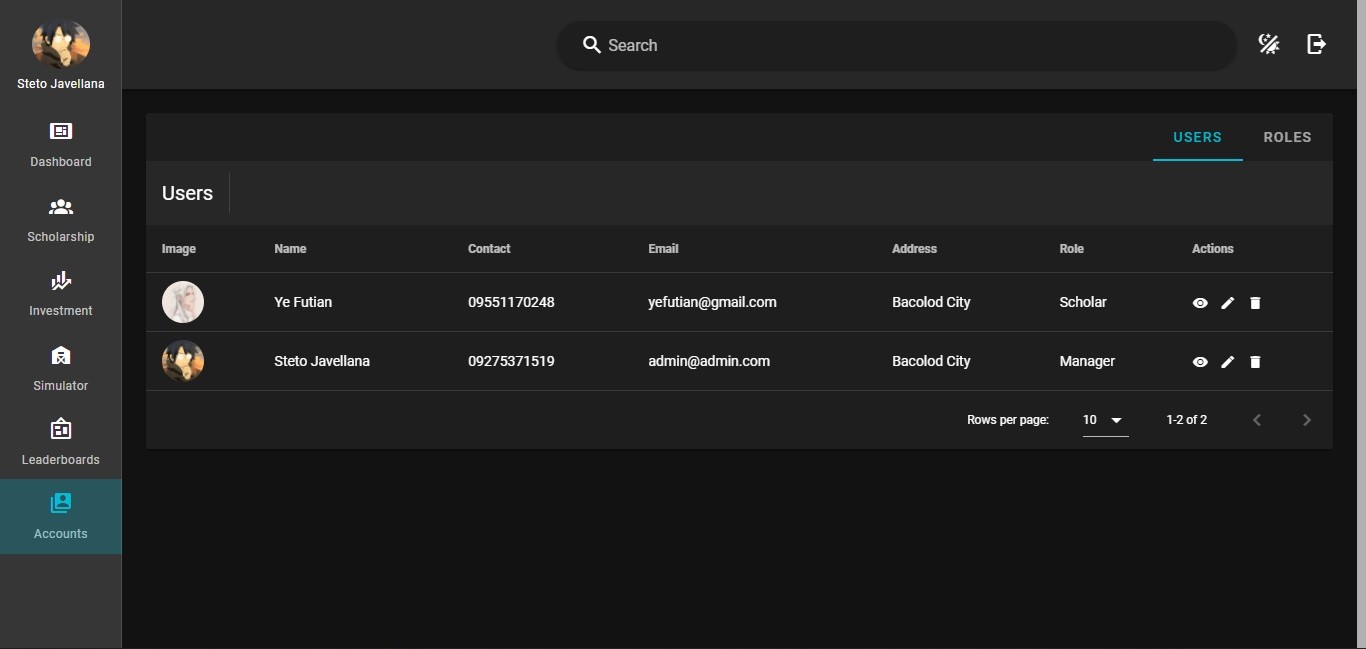 Steto Javellana
Dashboard
Scholarship
Investment
Simulator
Leaderboards
Accounts
Search
USERS ROLES
Users
Image Name Contact Email Address Role Actions
Ye Futian 09551170248 yefutian@gmail.com Bacolod City Scholar
Steto Javellana 09275371519 admin@admin.com Bacolod City Manager
Rows per page: 10 1-2 of 2